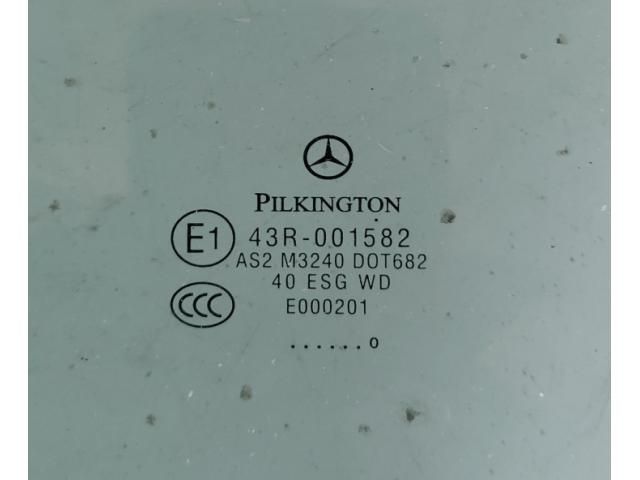 PILKINGTON
E1 43R-001582
AS2 M3240 DOT682
40 ESG WD
CCC E000201
......o